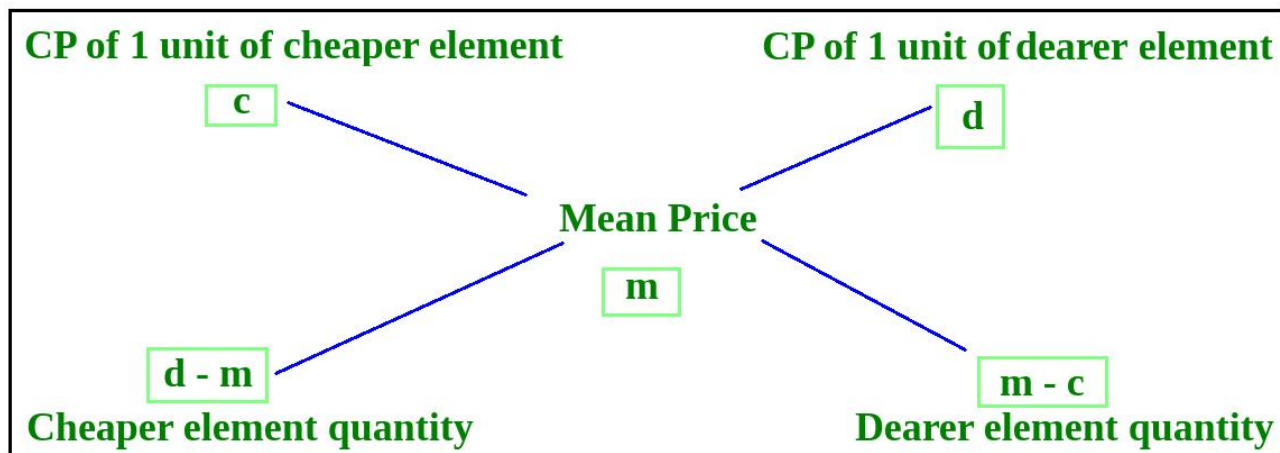 CP of 1 unit of cheaper element
CP of 1 unit of dearer element
c
d
Mean Price
m
d - m
m - c
Cheaper element quantity
Dearer element quantity